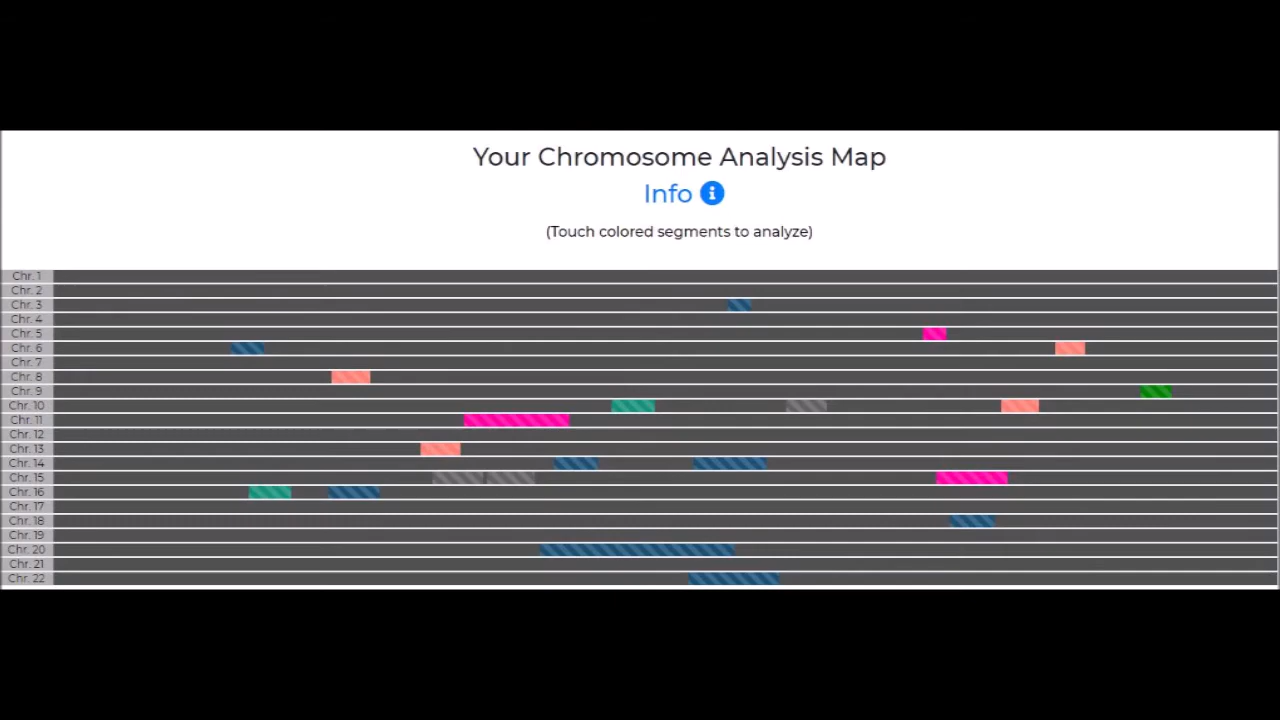 Your Chromosome Analysis Map
Info
(Touch colored segments to analyze)
Chr. 1
Chr. 2
Chr. 3
Chr. 4
Chr. 5
Chr. 6
Chr. 7
Chr. 8
Chr. 9
Chr. 10
Chr. 11
Chr. 12
Chr. 13
Chr. 14
Chr. 15
Chr. 16
Chr. 17
Chr. 18
Chr. 19
Chr. 20
Chr. 21
Chr. 22